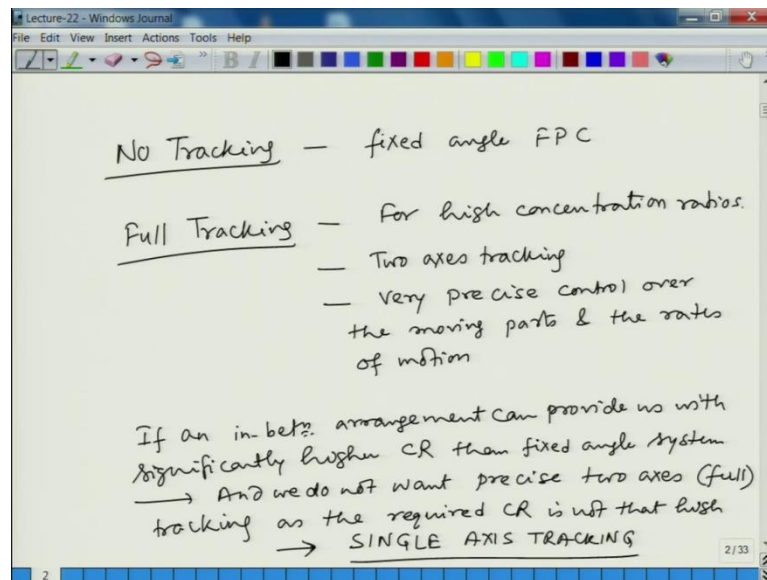 Lecture-22 - Windows Journal
File Edit View Insert Actions Tools Help
B I
No Tracking — fixed angle FPC
Full Tracking — For high concentration ratios.
— Two axes tracking
— Very precise control over
the moving parts & the rates
of motion
If an in-betn. arrangement can provide us with
significantly higher CR than fixed angle system
→ And we do not want precise two axes (full)
tracking as the required CR is not that high
→ SINGLE AXIS TRACKING
2/33
2